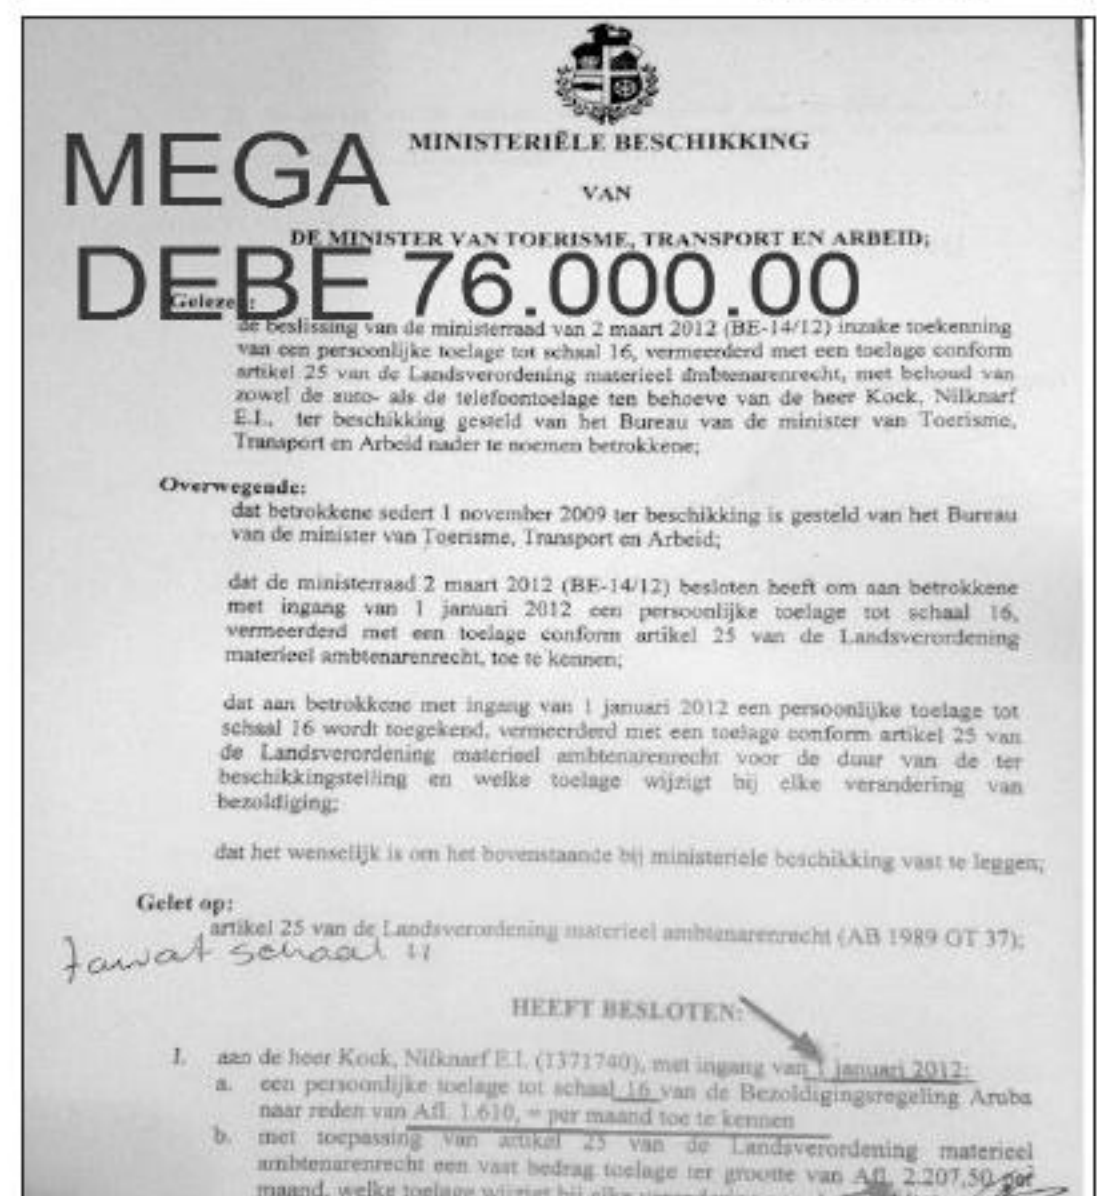 MINISTERIËLE BESCHIKKING
MEGA
VAN
DE MINISTER VAN TOERISME, TRANSPORT EN ARBEID;
DEBE 76.000.00
Gelezen:
de beslissing van de ministerraad van 2 maart 2012 (BE-14/12) inzake toekenning
van een persoonlijke toelage tot schaal 16, vermeerderd met een toelage conform
artikel 25 van de Landsverordening materieel ambtenarenrecht, met behoud van
zowel de auto- als de telefoontoelage ten behoeve van de heer Kock, Nilknarf
E.I., ter beschikking gesteld van het Bureau van de minister van Toerisme,
Transport en Arbeid nader te noemen betrokkene;
Overwegende:
dat betrokkene sedert 1 november 2009 ter beschikking is gesteld van het Bureau
van de minister van Toerisme, Transport en Arbeid;
dat de ministerraad 2 maart 2012 (BE-14/12) besloten heeft om aan betrokkene
met ingang van 1 januari 2012 een persoonlijke toelage tot schaal 16,
vermeerderd met een toelage conform artikel 25 van de Landsverordening
materieel ambtenarenrecht, toe te kennen;
dat aan betrokkene met ingang van 1 januari 2012 een persoonlijke toelage tot
schaal 16 wordt toegekend, vermeerderd met een toelage conform artikel 25 van
de Landsverordening materieel ambtenarenrecht voor de duur van de ter
beschikkingstelling en welke toelage wijzigt bij elke verandering van
bezoldiging;
dat het wenselijk is om het bovenstaande bij ministeriele beschikking vast te leggen;
Gelet op:
artikel 25 van de Landsverordening materieel ambtenarenrecht (AB 1989 GT 37);
schaal 11
HEEFT BESLOTEN:
1. aan de heer Kock, Nilknarf E.I. (1371740), met ingang van 1 januari 2012:
a. een persoonlijke toelage tot schaal 16 van de Bezoldigingsregeling Aruba
naar reden van Afl. 1.610, = per maand toe te kennen
b. met toepassing van artikel 25 van de Landsverordening materieel
ambtenarenrecht een vast bedrag toelage ter grootte van Afl. 2.207,50 per
maand, welke toelage wijzigt bij elke